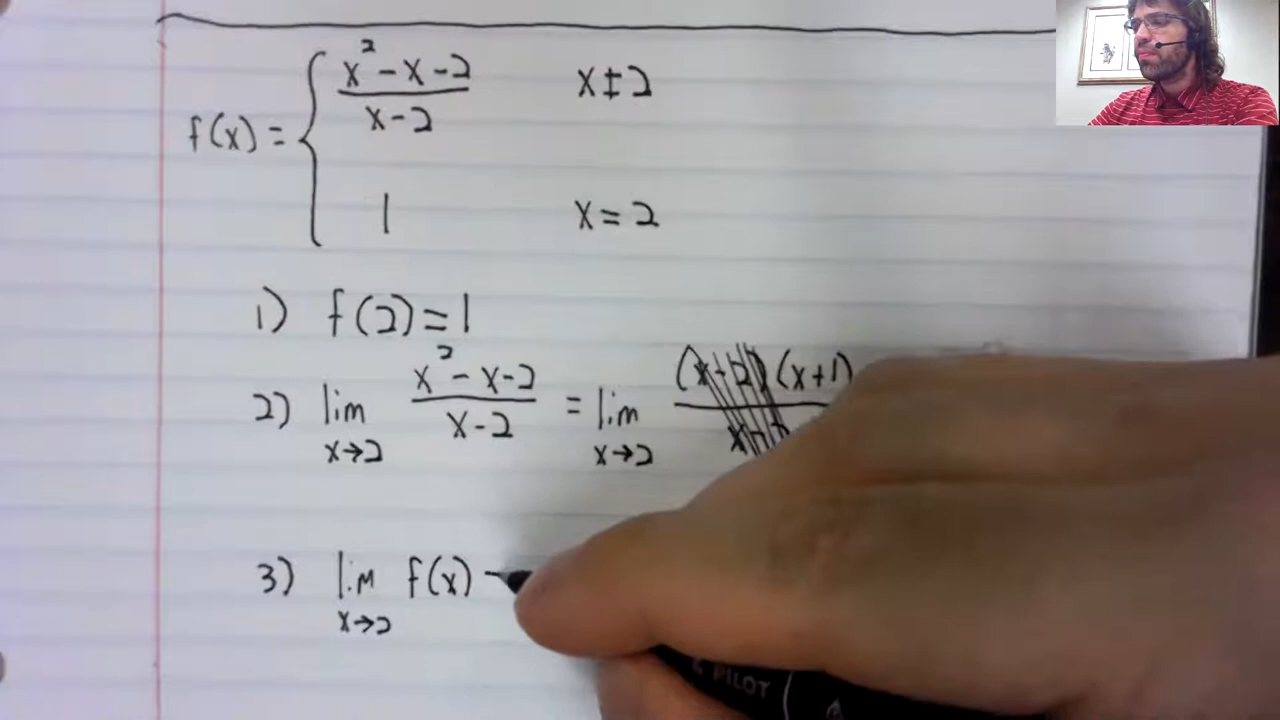 f(x) = { (x² - x - 2)/(x - 2)   x ≠ 2
1   x = 2
1) f(2) = 1
2) lim x→2 (x² - x - 2)/(x - 2) = lim x→2 (x-2)(x+1)/
3) lim x→2 f(x)
PILOT